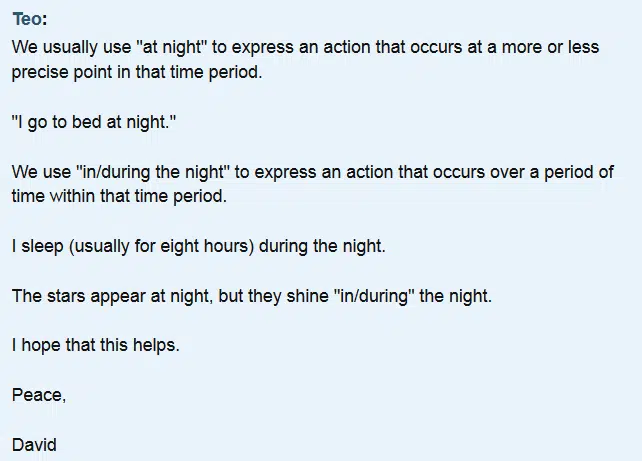 Teo:
We usually use "at night" to express an action that occurs at a more or less
precise point in that time period.
"I go to bed at night."
We use "in/during the night" to express an action that occurs over a period of
time within that time period.
I sleep (usually for eight hours) during the night.
The stars appear at night, but they shine "in/during" the night.
I hope that this helps.
Peace,
David